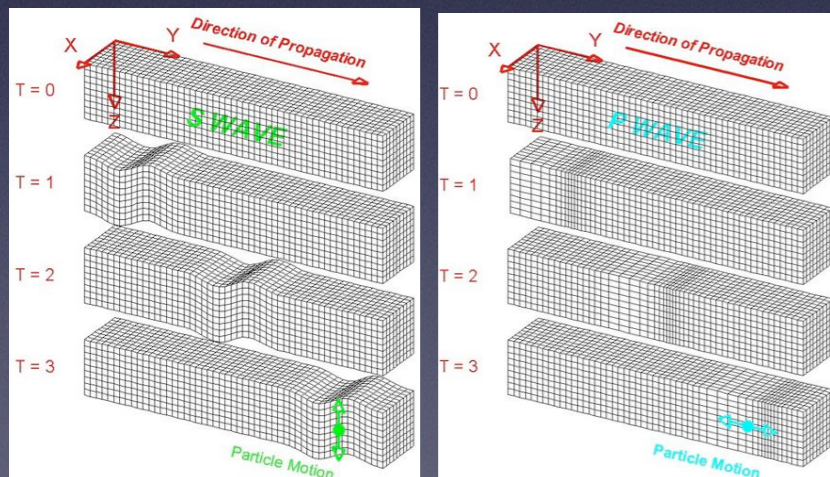 Direction of Propagation
X
Y
T = 0
Z
S WAVE
T = 1
T = 2
T = 3
Particle Motion
Direction of Propagation
X
Y
T = 0
Z
P WAVE
T = 1
T = 2
T = 3
Particle Motion